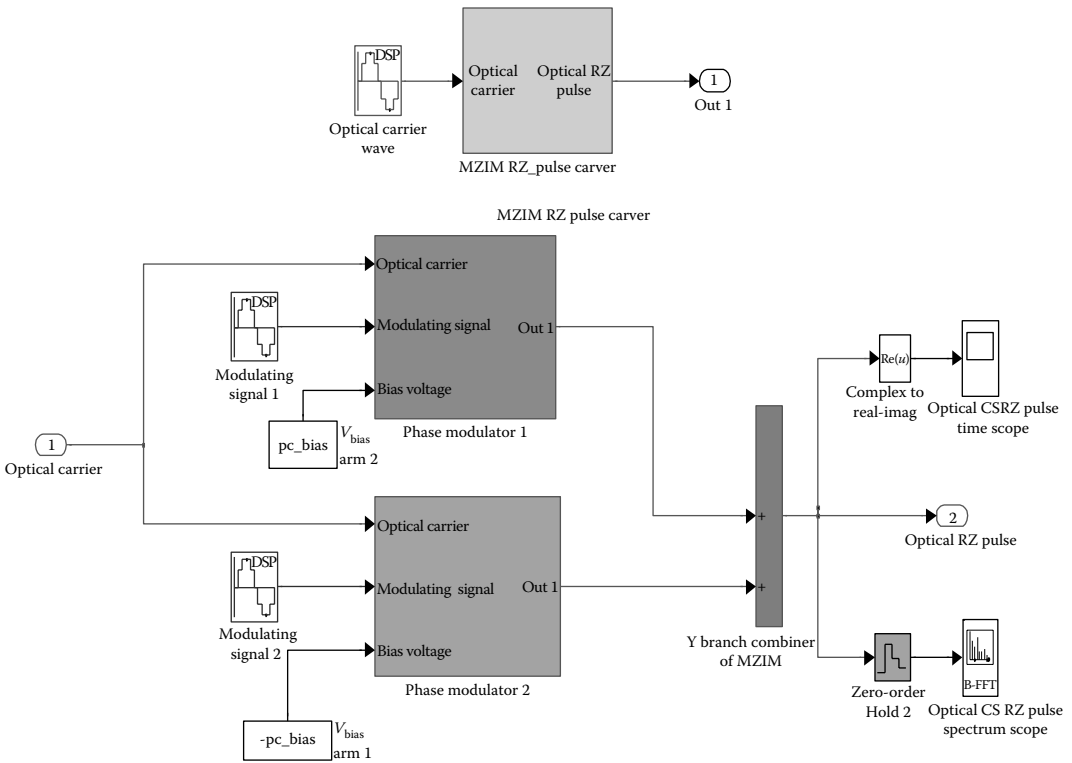 DSP
Optical carrier
wave
Optical
carrier
Optical RZ
pulse
MZIM RZ_pulse carver
1
Out 1
MZIM RZ pulse carver
Optical carrier
Modulating signal
Bias voltage
Out 1
Phase modulator 1
DSP
Modulating
signal 1
pc_bias
Vbias
arm 2
1
Optical carrier
Optical carrier
Modulating signal
Bias voltage
Out 1
Phase modulator 2
DSP
Modulating
signal 2
-pc_bias
Vbias
arm 1
+
+
Y branch combiner
of MZIM
Re(u)
Complex to
real-imag
Optical CSRZ pulse
time scope
2
Optical RZ pulse
Zero-order
Hold 2
B-FFT
Optical CS RZ pulse
spectrum scope